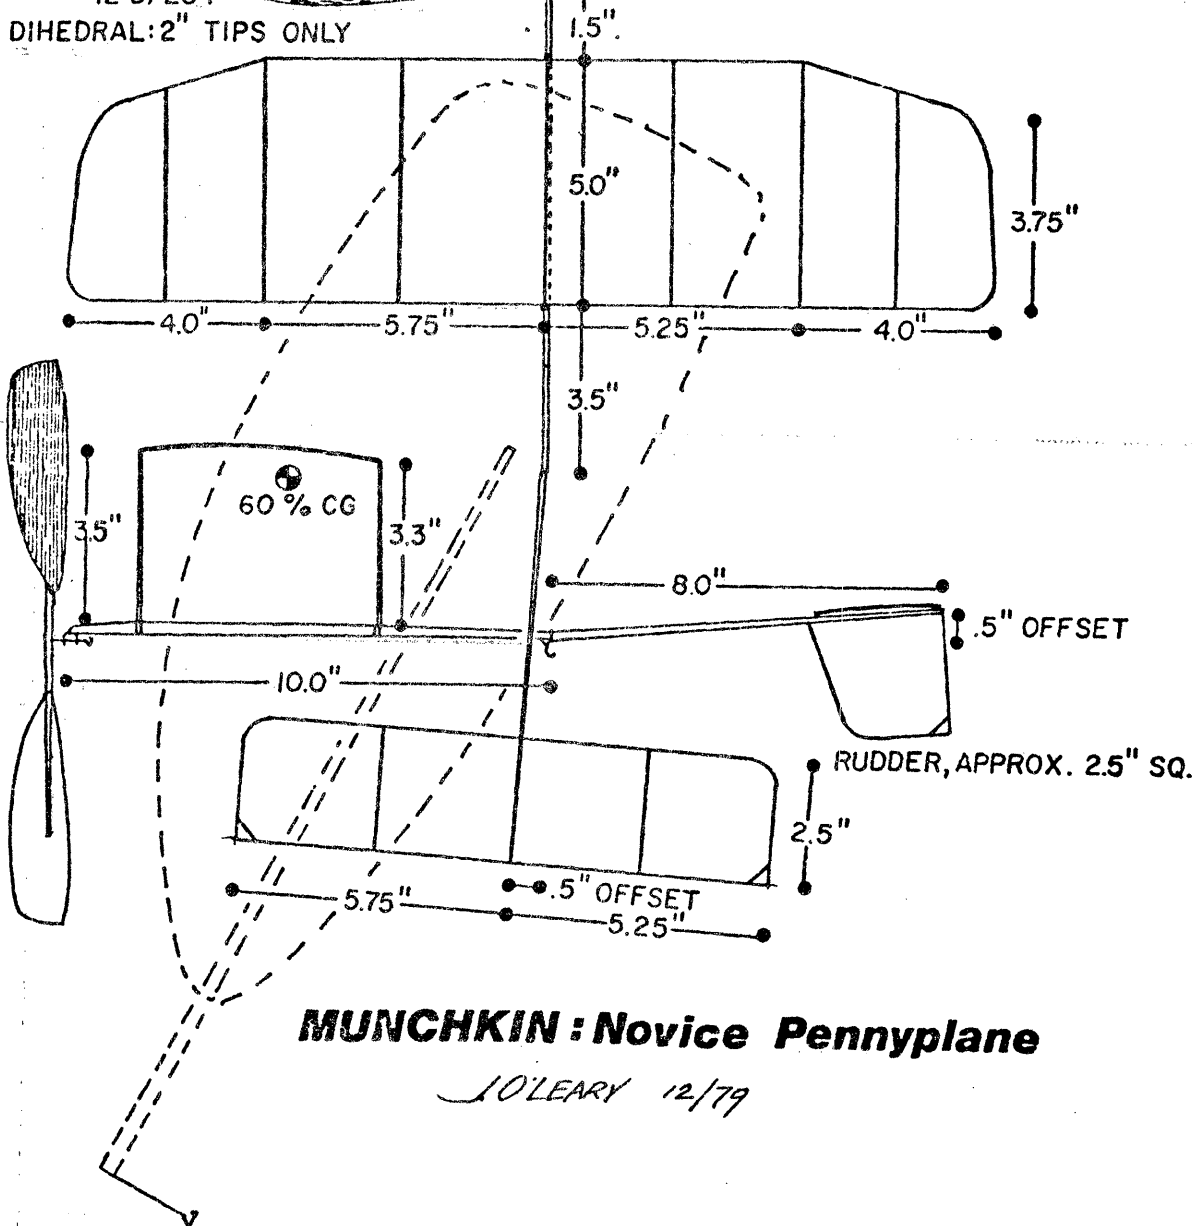 DIHEDRAL: 2" TIPS ONLY
1.5"
5.0"
3.75"
4.0"
5.75"
5.25"
4.0"
3.5"
3.5"
60 % CG
3.3"
8.0"
.5" OFFSET
10.0"
RUDDER, APPROX. 2.5" SQ.
2.5"
5.75"
.5" OFFSET
5.25"
MUNCHKIN: Novice Pennyplane
J O'LEARY 12/79